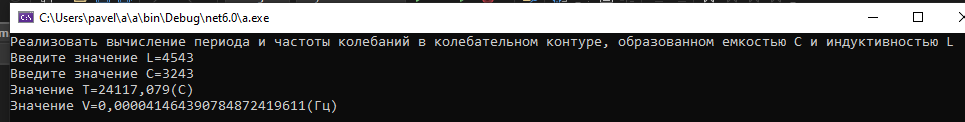 C:\Users\pavel\a\a\bin\Debug\net6.0\a.exe
Реализовать вычисление периода и частоты колебаний в колебательном контуре, образованном емкостью С и индуктивностью L
Введите значение L=4543
Введите значение С=3243
Значение Т=24117,079(С)
Значение V=0,000041464390784872419611(Гц)